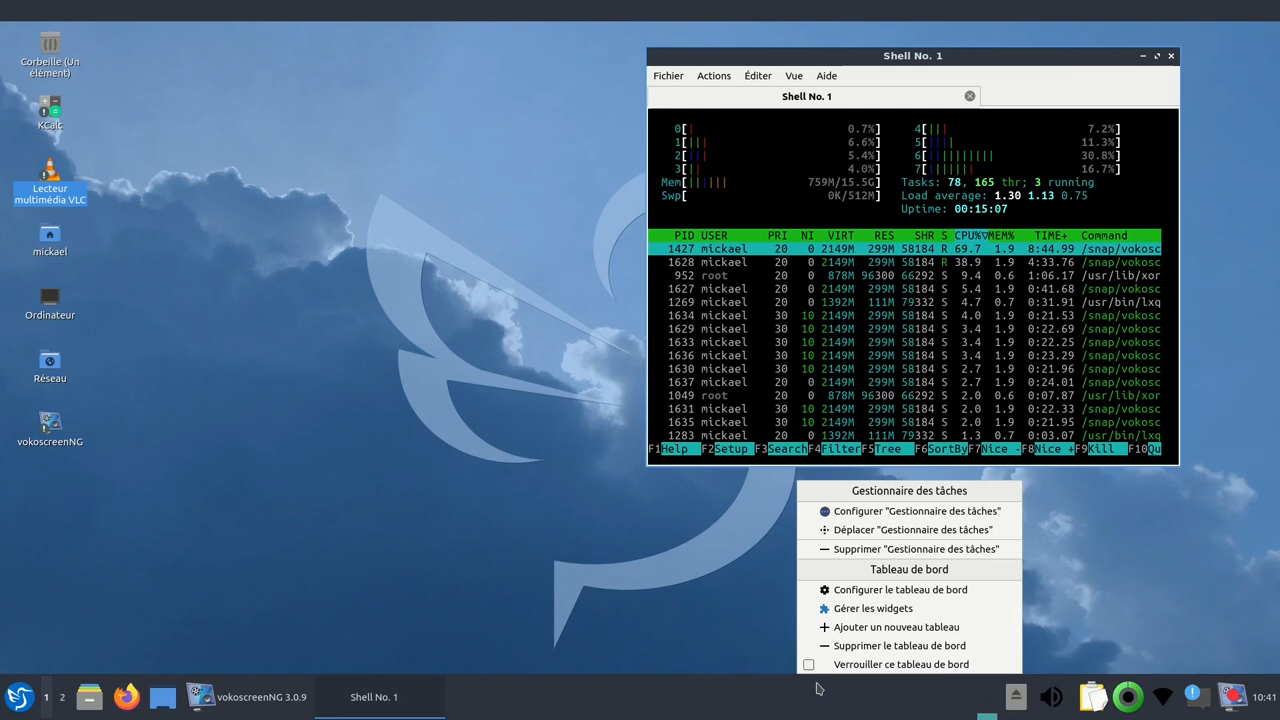 Corbeille (Un
élément)
KCalc
Lecteur
multimédia VLC
mickael
Ordinateur
Réseau
vokoscreenNG
Shell No. 1
Fichier Actions Éditer Vue Aide
Shell No. 1
0[| 0.7%] 4[||| 7.2%]
1[||| 6.6%] 5[|||| 11.3%]
2[||| 5.4%] 6[|||||||||| 30.8%]
3[|| 4.0%] 7[||||||| 16.7%]
Mem[|||||| 759M/15.5G] Tasks: 78, 165 thr; 3 running
Swp[ 0K/512M] Load average: 1.30 1.13 0.75
Uptime: 00:15:07
PID USER PRI NI VIRT RES SHR S CPU%▽MEM% TIME+ Command
1427 mickael 20 0 2149M 299M 58184 R 69.7 1.9 8:44.99 /snap/vokosc
1628 mickael 20 0 2149M 299M 58184 R 38.9 1.9 4:33.76 /snap/vokosc
952 root 20 0 878M 96300 66292 S 9.4 0.6 1:06.17 /usr/lib/xor
1627 mickael 20 0 2149M 299M 58184 S 5.4 1.9 0:41.68 /snap/vokosc
1269 mickael 20 0 1392M 111M 79332 S 4.7 0.7 0:31.91 /usr/bin/lxq
1634 mickael 30 10 2149M 299M 58184 S 4.0 1.9 0:21.53 /snap/vokosc
1629 mickael 30 10 2149M 299M 58184 S 3.4 1.9 0:22.69 /snap/vokosc
1633 mickael 30 10 2149M 299M 58184 S 3.4 1.9 0:22.25 /snap/vokosc
1636 mickael 30 10 2149M 299M 58184 S 3.4 1.9 0:23.29 /snap/vokosc
1630 mickael 30 10 2149M 299M 58184 S 2.7 1.9 0:21.96 /snap/vokosc
1637 mickael 20 0 2149M 299M 58184 S 2.7 1.9 0:24.01 /snap/vokosc
1049 root 20 0 878M 96300 66292 S 2.0 0.6 0:07.87 /usr/lib/xor
1631 mickael 30 10 2149M 299M 58184 S 2.0 1.9 0:22.33 /snap/vokosc
1635 mickael 30 10 2149M 299M 58184 S 2.0 1.9 0:22.95 /snap/vokosc
1283 mickael 20 0 1392M 111M 79332 S 1.3 0.7 0:03.07 /usr/bin/lxq
F1Help F2Setup F3SearchF4FilterF5Tree F6SortByF7Nice -F8Nice +F9Kill F10Qu
Gestionnaire des tâches
Configurer "Gestionnaire des tâches"
Déplacer "Gestionnaire des tâches"
Supprimer "Gestionnaire des tâches"
Tableau de bord
Configurer le tableau de bord
Gérer les widgets
Ajouter un nouveau tableau
Supprimer le tableau de bord
Verrouiller ce tableau de bord
1 2 vokoscreenNG 3.0.9 Shell No. 1 10:41